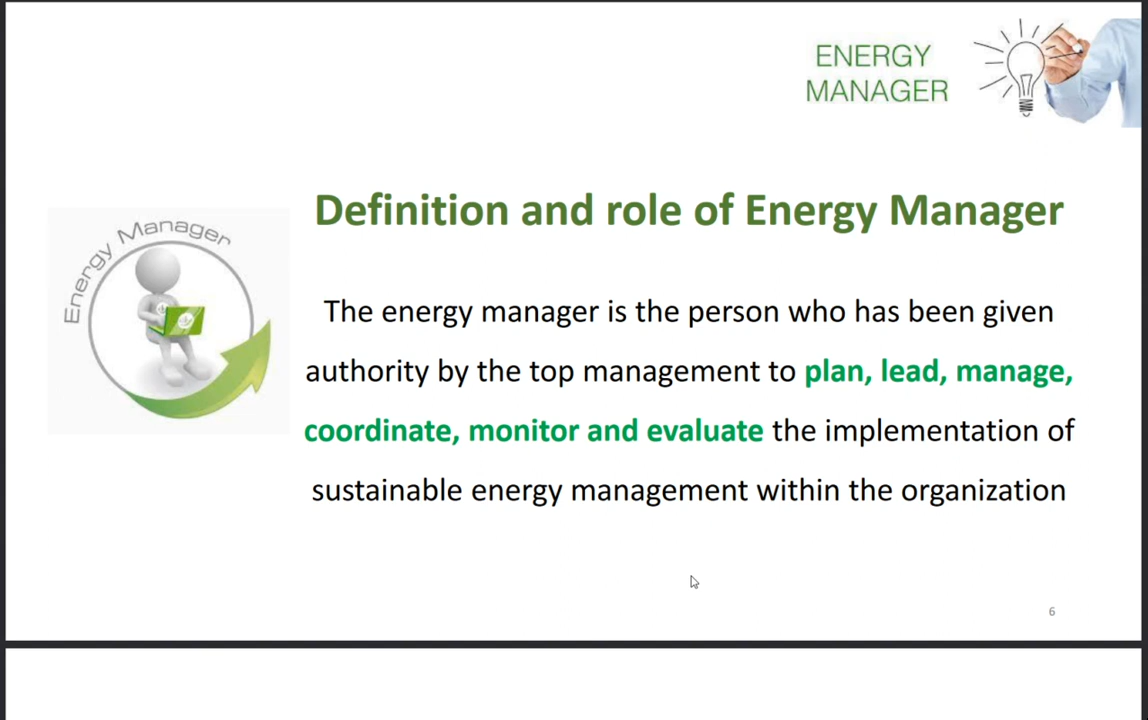 ENERGY
MANAGER
Energy Manager
Definition and role of Energy Manager
The energy manager is the person who has been given
authority by the top management to plan, lead, manage,
coordinate, monitor and evaluate the implementation of
sustainable energy management within the organization
6